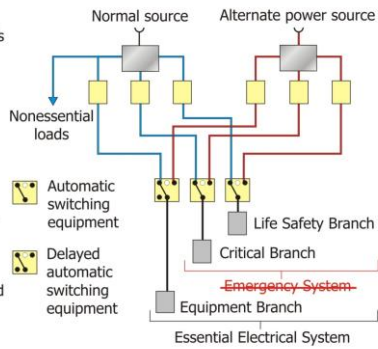 Normal source
Alternate power source
s
Nonessential
loads
Automatic
switching
equipment
Delayed
automatic
switching
equipment
d
Life Safety Branch
Critical Branch
Emergency System
Equipment Branch
Essential Electrical System